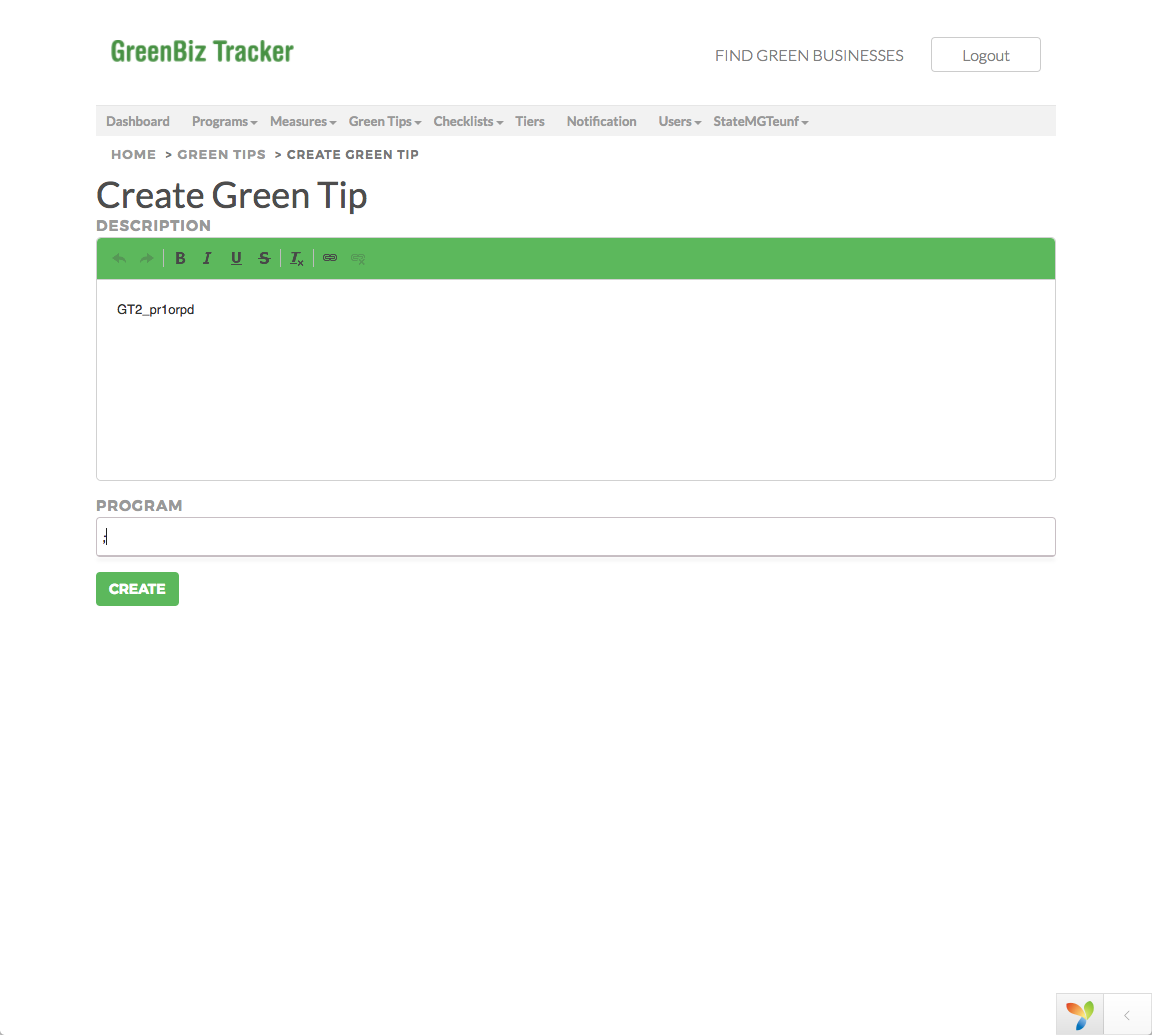 GreenBiz Tracker
FIND GREEN BUSINESSES
Logout
Dashboard Programs Measures Green Tips Checklists Tiers Notification Users StateMGTeunf
HOME > GREEN TIPS > CREATE GREEN TIP
Create Green Tip
DESCRIPTION
B I U S Tx
GT2_pr1orpd
PROGRAM
;
CREATE